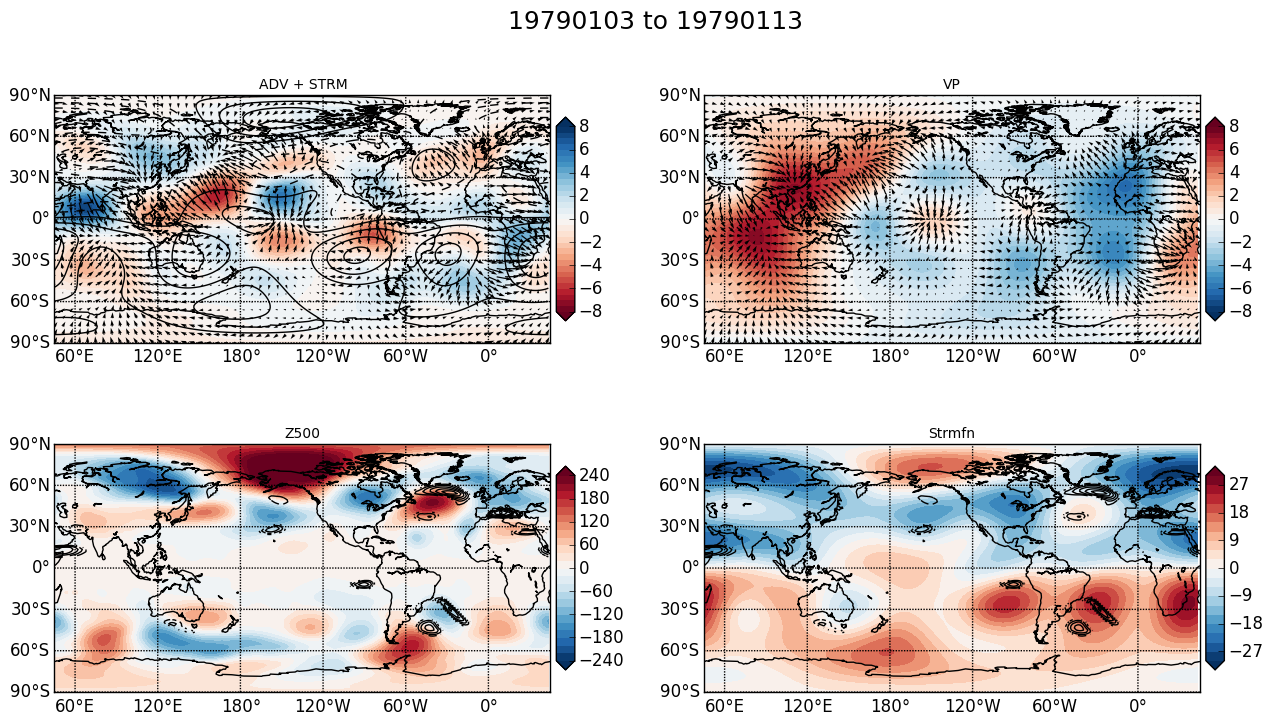 19790103 to 19790113
ADV + STRM
90°N
60°N
30°N
0°
30°S
60°S
90°S
60°E 120°E 180° 120°W 60°W 0°
8
6
4
2
0
−2
−4
−6
−8
VP
90°N
60°N
30°N
0°
30°S
60°S
90°S
60°E 120°E 180° 120°W 60°W 0°
8
6
4
2
0
−2
−4
−6
−8
Z500
90°N
60°N
30°N
0°
30°S
60°S
90°S
60°E 120°E 180° 120°W 60°W 0°
240
180
120
60
0
−60
−120
−180
−240
Strmfn
90°N
60°N
30°N
0°
30°S
60°S
90°S
60°E 120°E 180° 120°W 60°W 0°
27
18
9
0
−9
−18
−27